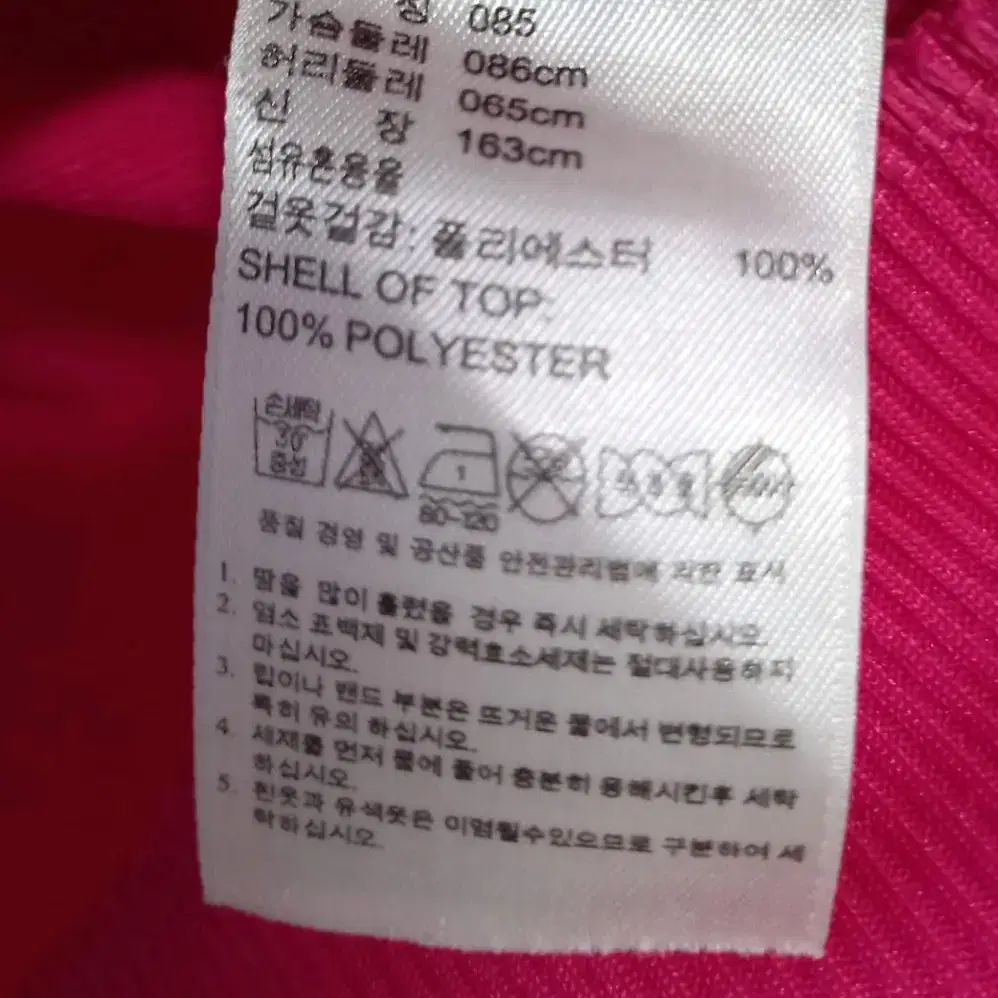 칭 085
가슴둘레 086cm
허리둘레 065cm
신 장 163cm
섬유혼용율
겉옷겉감: 폴리에스터 100%
SHELL OF TOP:
100% POLYESTER
손세탁
30°
중성
1
80~120
품질 경영 및 공산품 안전관리법에 의한 표시
1. 땀을 많이 흘렸을 경우 즉시 세탁하십시오.
2. 염소 표백제 및 강력효소세제는 절대사용하지
마십시오.
3. 립이나 밴드 부분은 뜨거운 물에서 변형되므로
특히 유의 하십시오.
4. 세제를 먼저 물에 풀어 충분히 용해시킨후 세탁
하십시오.
5. 흰옷과 유색옷은 이염될수있으므로 구분하여 세
탁하십시오.